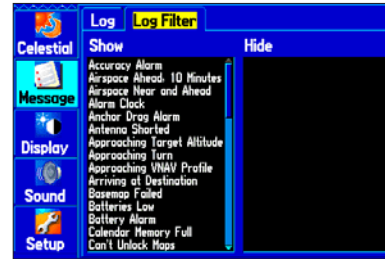 Log
Log Filter
Celestial
Message
Display
Sound
Setup
Show
Hide
Accuracy Alarm
Airspace Ahead, 10 Minutes
Airspace Near and Ahead
Alarm Clock
Anchor Drag Alarm
Antenna Shorted
Approaching Target Altitude
Approaching Turn
Approaching VNAV Profile
Arriving at Destination
Basemap Failed
Batteries Low
Battery Alarm
Calendar Memory Full
Can't Unlock Maps